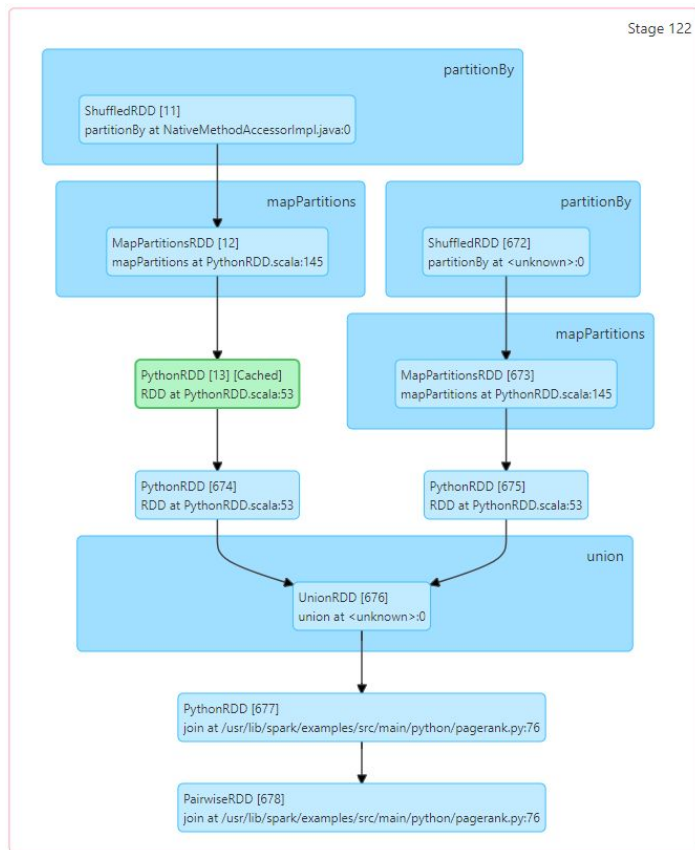 Stage 122
partitionBy
ShuffledRDD [11]
partitionBy at NativeMethodAccessorImpl.java:0
mapPartitions
MapPartitionsRDD [12]
mapPartitions at PythonRDD.scala:145
partitionBy
ShuffledRDD [672]
partitionBy at <unknown>:0
mapPartitions
PythonRDD [13] [Cached]
RDD at PythonRDD.scala:53
MapPartitionsRDD [673]
mapPartitions at PythonRDD.scala:145
PythonRDD [674]
RDD at PythonRDD.scala:53
PythonRDD [675]
RDD at PythonRDD.scala:53
union
UnionRDD [676]
union at <unknown>:0
PythonRDD [677]
join at /usr/lib/spark/examples/src/main/python/pagerank.py:76
PairwiseRDD [678]
join at /usr/lib/spark/examples/src/main/python/pagerank.py:76